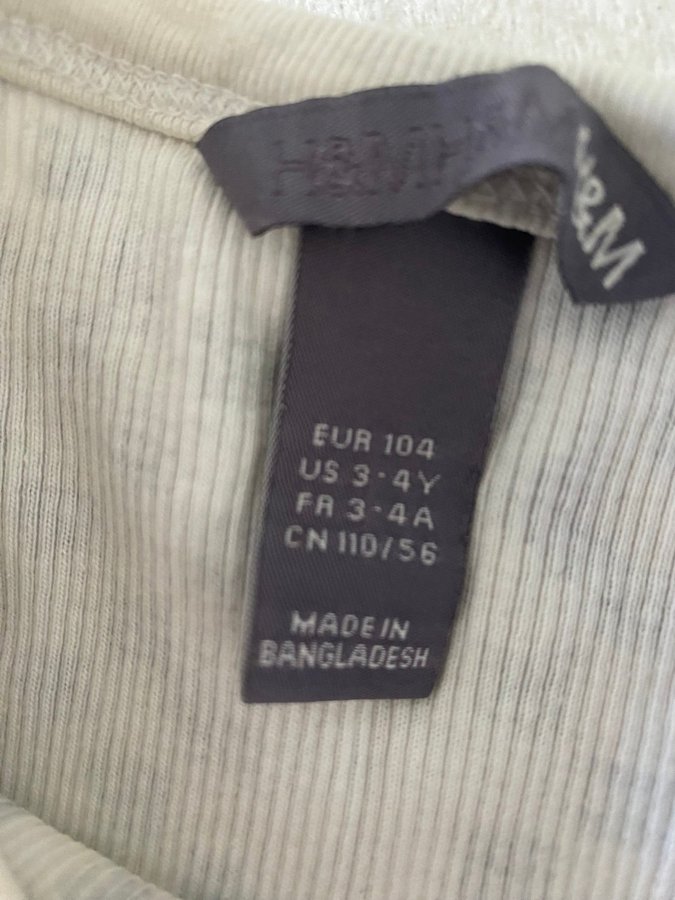 H&M
H&M
EUR 104
US 3-4Y
FR 3-4A
CN 110/56
MADE IN
BANGLADESH